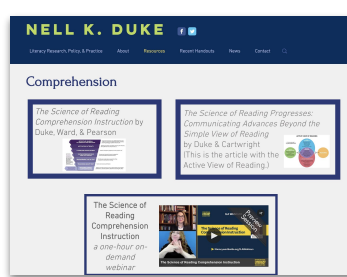 NELL K. DUKE
Literacy Research, Policy, & Practice About Resources Recent Handouts News Contact
Comprehension
The Science of Reading
Comprehension Instruction by
Duke, Ward, & Pearson
The Science of Reading Progresses:
Communicating Advances Beyond the
Simple View of Reading
by Duke & Cartwright
(This is the article with the
Active View of Reading.)
The Science of
Reading
Comprehension
Instruction
a one-hour on-
demand
webinar